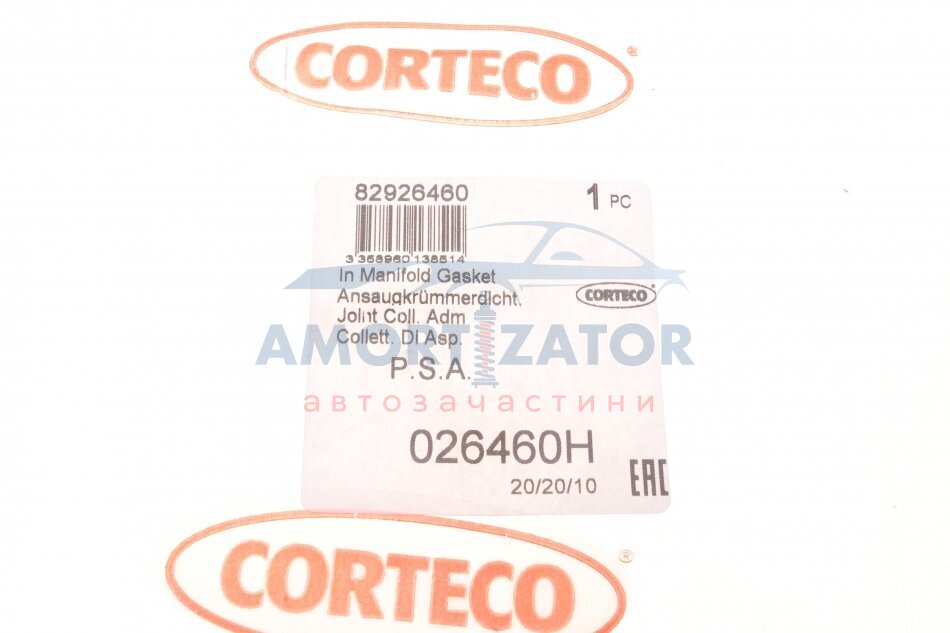 CORTECO®
82926460
1 PC
3 358960 138514
In Manifold Gasket
Ansaugkrümmerdicht.
CORTECO
Joint Coll. Adm
Collett. Di Asp.
AMORTIZATOR
P.S.A.
автозапчастини
026460H
20/20/10
EAC
CORTECO®